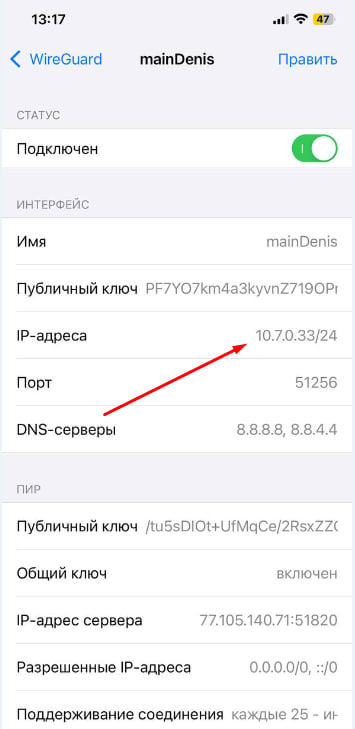 13:17 47
WireGuard mainDenis Править
СТАТУС
Подключен
ИНТЕРФЕЙС
Имя mainDenis
Публичный ключ PF7YO7km4a3kyvnZ719OPr
IP-адреса 10.7.0.33/24
Порт 51256
DNS-серверы 8.8.8.8, 8.8.4.4
ПИР
Публичный ключ /tu5sDIOt+UfMqCe/2RsxZZ(
Общий ключ включен
IP-адрес сервера 77.105.140.71:51820
Разрешенные IP-адреса 0.0.0.0/0, ::/0
Поддерживание соединения каждые 25 - ин